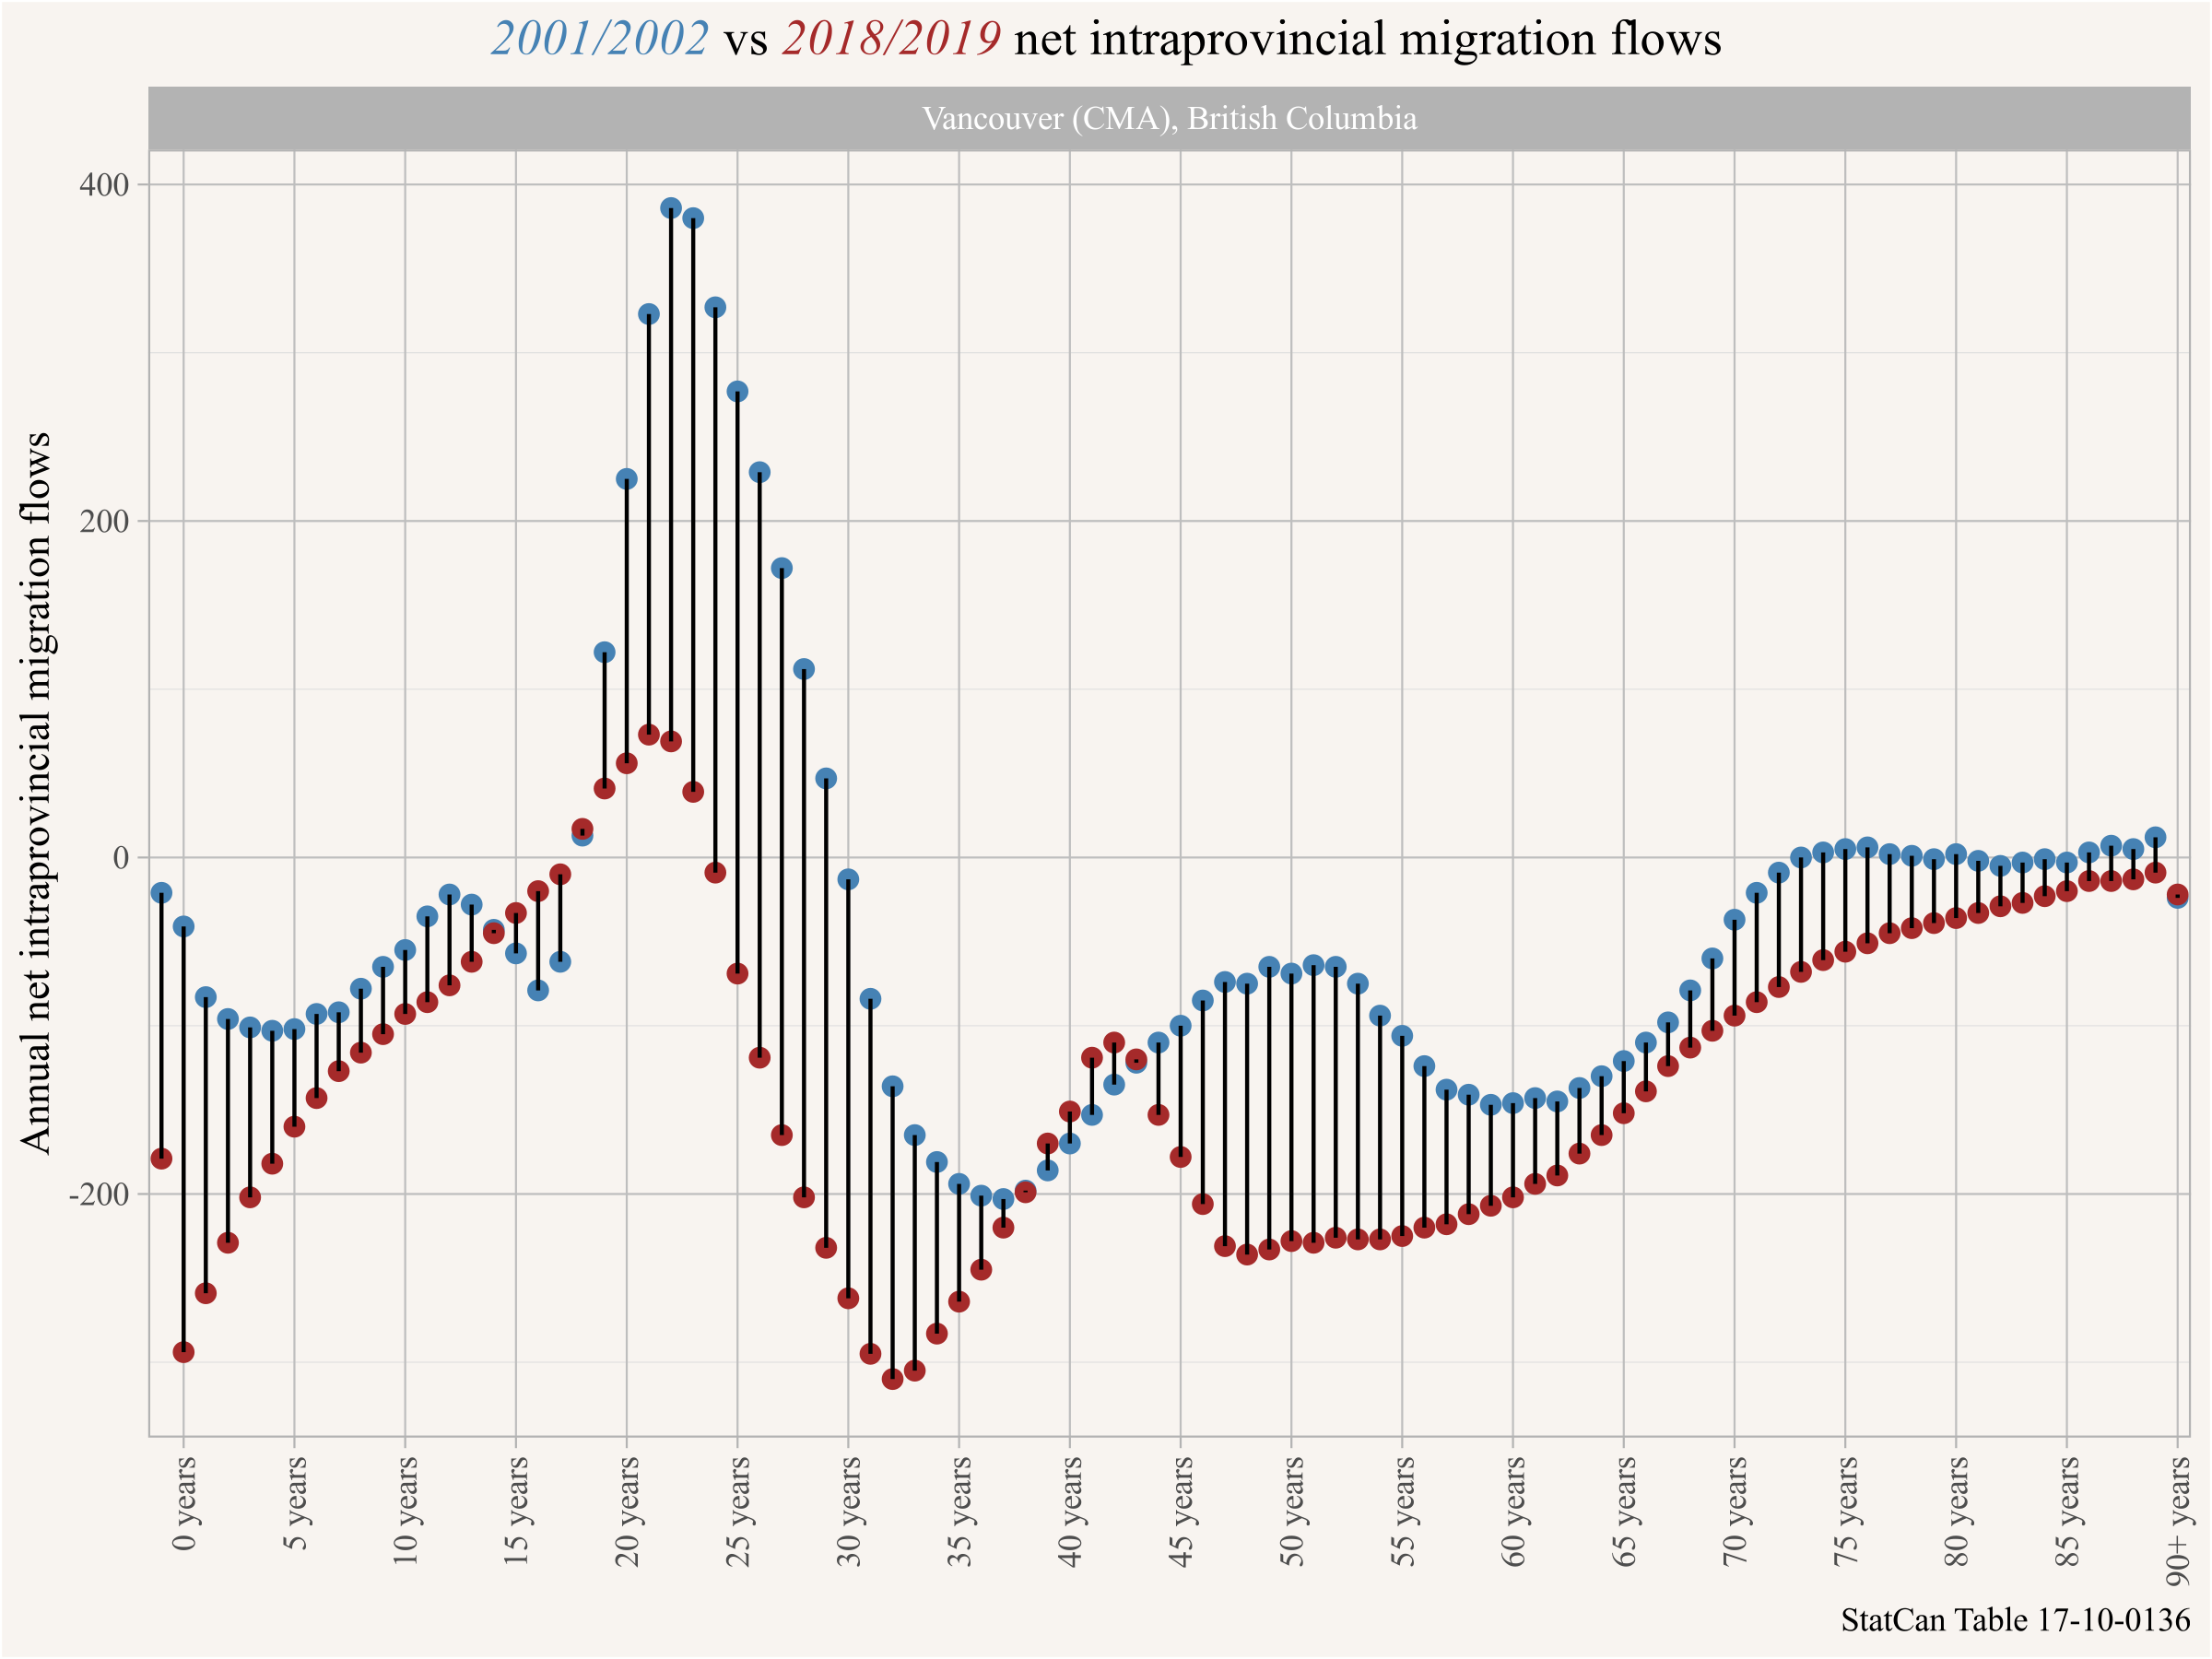 2001/2002 vs 2018/2019 net intraprovincial migration flows
Vancouver (CMA), British Columbia
Annual net intraprovincial migration flows
400
200
0
-200
0 years
5 years
10 years
15 years
20 years
25 years
30 years
35 years
40 years
45 years
50 years
55 years
60 years
65 years
70 years
75 years
80 years
85 years
90+ years
StatCan Table 17-10-0136